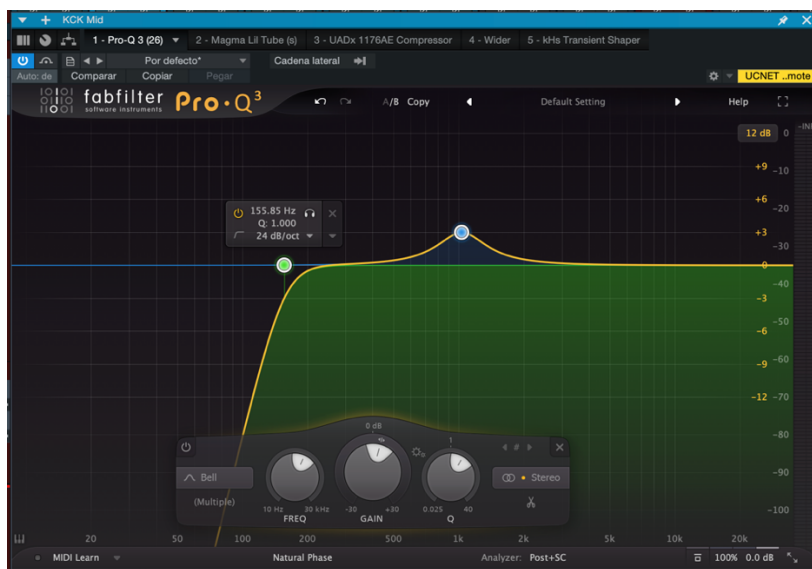 KCK Mid
1 - Pro-Q 3 (26) 2 - Magma Lil Tube (s) 3 - UADx 1176AE Compressor 4 - Wider 5 - kHs Transient Shaper
Por defecto* Cadena lateral
Auto: de Comparar Copiar Pegar UCNET ..mote
fabfilter Pro·Q³ A/B Copy Default Setting Help
software instruments
12 dB 0 -INF
+9 -10
+6 -20
155.85 Hz
Q: 1.000
24 dB/oct
+3 -30
0 -40
-3 -50
-6 -60
-9
-12 -70
-80
-90
-100
0 dB 1
Bell Stereo
(Multiple)
10 Hz 30 kHz -30 +30 0.025 40
FREQ GAIN Q
20 50 100 200 500 1k 2k 5k 10k 20k
MIDI Learn Natural Phase Analyzer: Post+SC 100% 0.0 dB